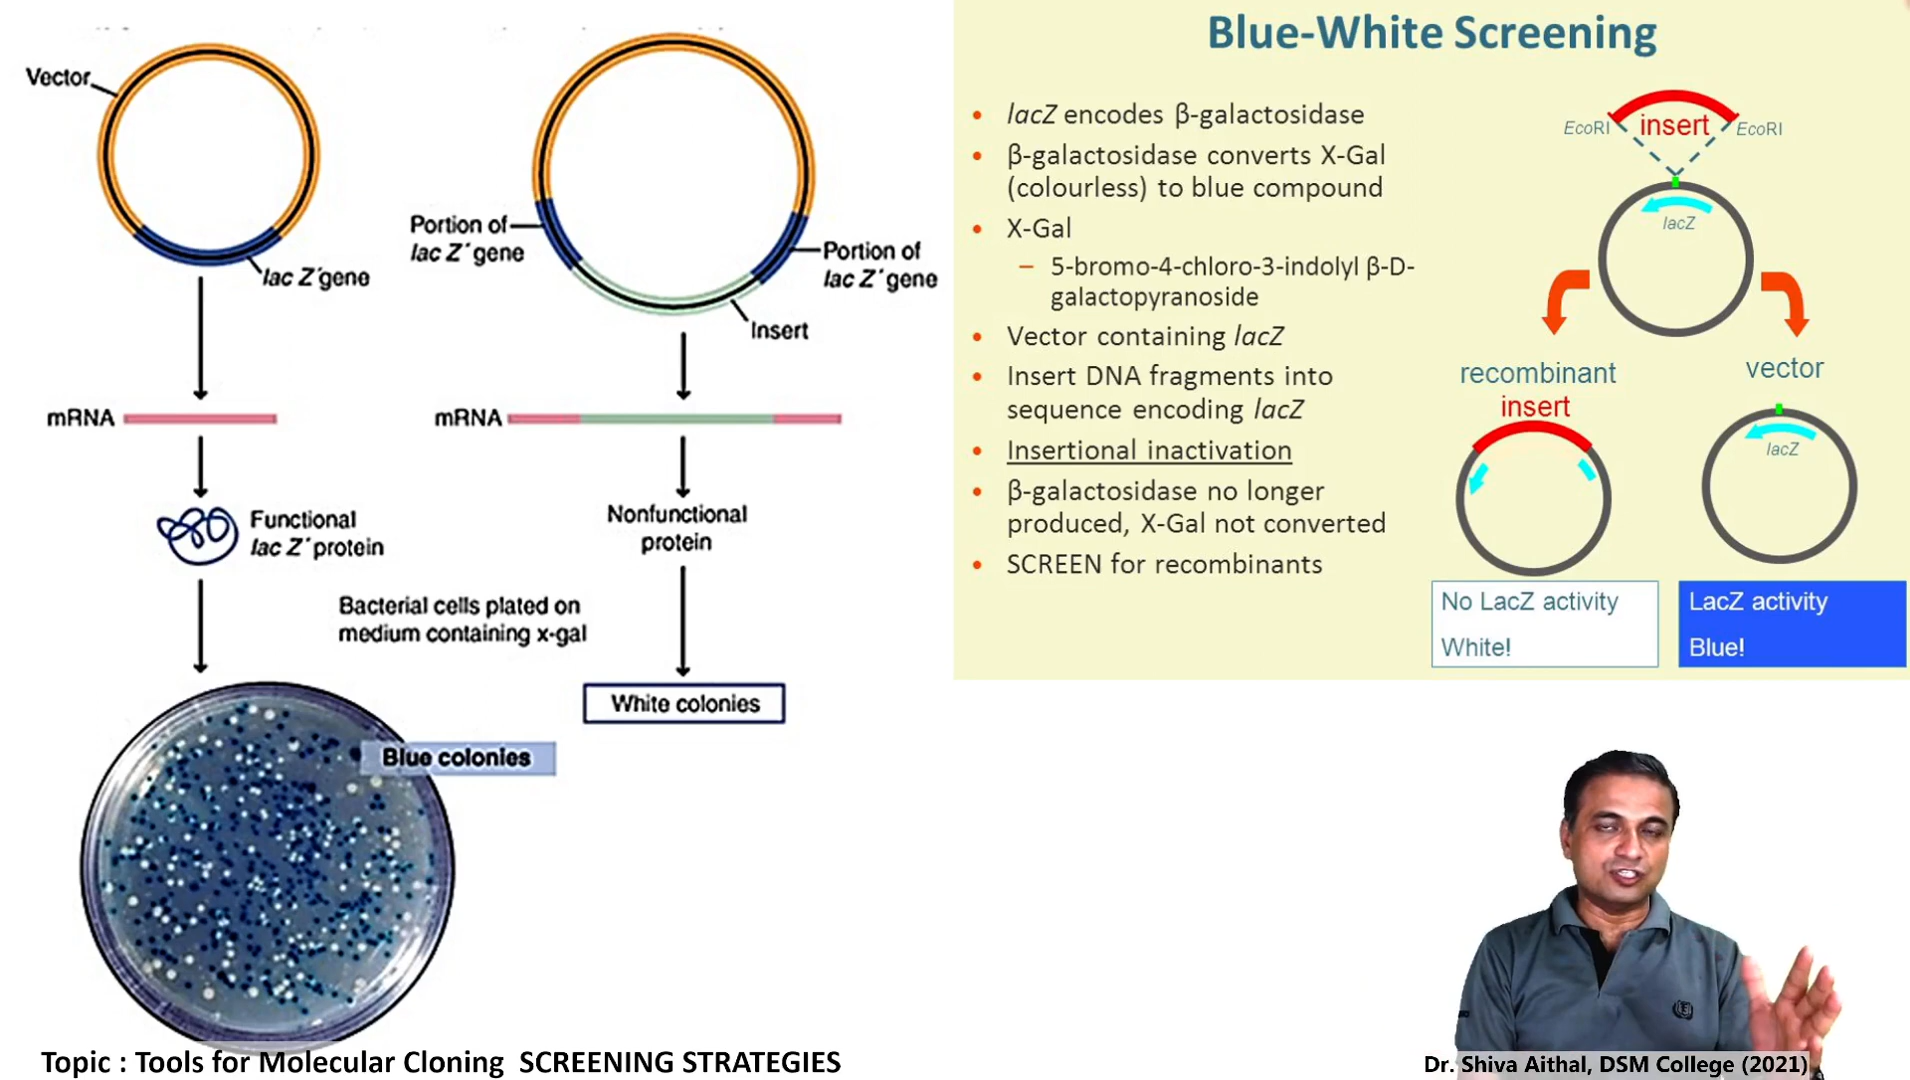 Vector
lac Z´gene
Portion of
lac Z´ gene
Portion of
lac Z´ gene
Insert
mRNA
mRNA
Functional
lac Z´ protein
Nonfunctional
protein
Bacterial cells plated on
medium containing x-gal
White colonies
Blue colonies
Blue-White Screening
• lacZ encodes β-galactosidase
• β-galactosidase converts X-Gal
(colourless) to blue compound
• X-Gal
– 5-bromo-4-chloro-3-indolyl β-D-
galactopyranoside
• Vector containing lacZ
• Insert DNA fragments into
sequence encoding lacZ
• Insertional inactivation
• β-galactosidase no longer
produced, X-Gal not converted
• SCREEN for recombinants
EcoRI
insert
EcoRI
lacZ
recombinant
insert
vector
lacZ
No LacZ activity
White!
LacZ activity
Blue!
Topic : Tools for Molecular Cloning SCREENING STRATEGIES
Dr. Shiva Aithal, DSM College (2021)